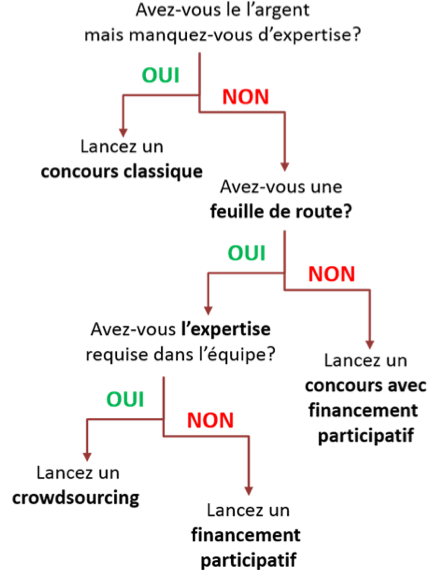 Avez-vous le l’argent
mais manquez-vous d’expertise?
OUI
NON
Lancez un
concours classique
Avez-vous une
feuille de route?
OUI
NON
Avez-vous l’expertise
requise dans l’équipe?
Lancez un
concours avec
financement
participatif
OUI
NON
Lancez un
crowdsourcing
Lancez un
financement
participatif